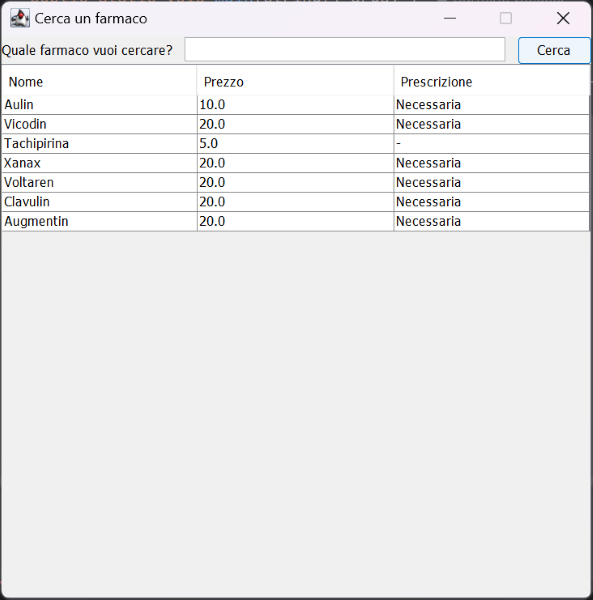 Cerca un farmaco
Quale farmaco vuoi cercare? Cerca
Nome Prezzo Prescrizione
Aulin 10.0 Necessaria
Vicodin 20.0 Necessaria
Tachipirina 5.0 -
Xanax 20.0 Necessaria
Voltaren 20.0 Necessaria
Clavulin 20.0 Necessaria
Augmentin 20.0 Necessaria